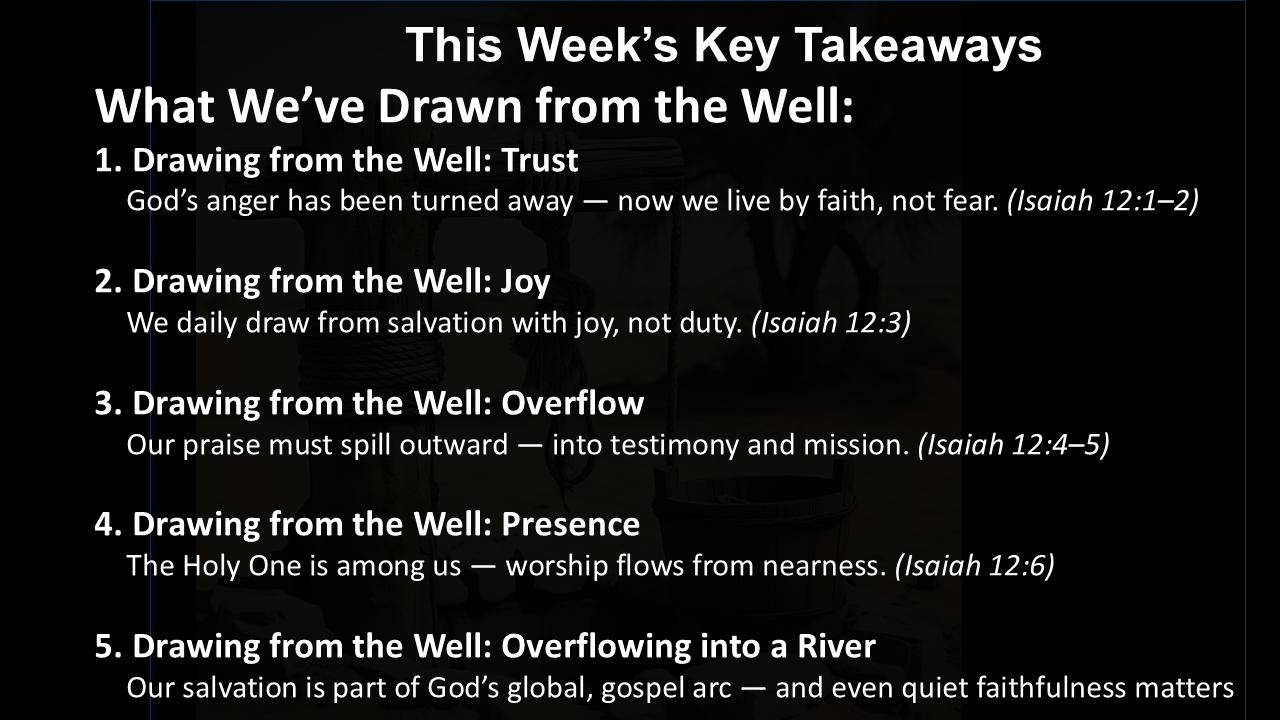 This Week’s Key Takeaways
What We’ve Drawn from the Well:
1. Drawing from the Well: Trust
God’s anger has been turned away — now we live by faith, not fear. (Isaiah 12:1–2)
2. Drawing from the Well: Joy
We daily draw from salvation with joy, not duty. (Isaiah 12:3)
3. Drawing from the Well: Overflow
Our praise must spill outward — into testimony and mission. (Isaiah 12:4–5)
4. Drawing from the Well: Presence
The Holy One is among us — worship flows from nearness. (Isaiah 12:6)
5. Drawing from the Well: Overflowing into a River
Our salvation is part of God’s global, gospel arc — and even quiet faithfulness matters